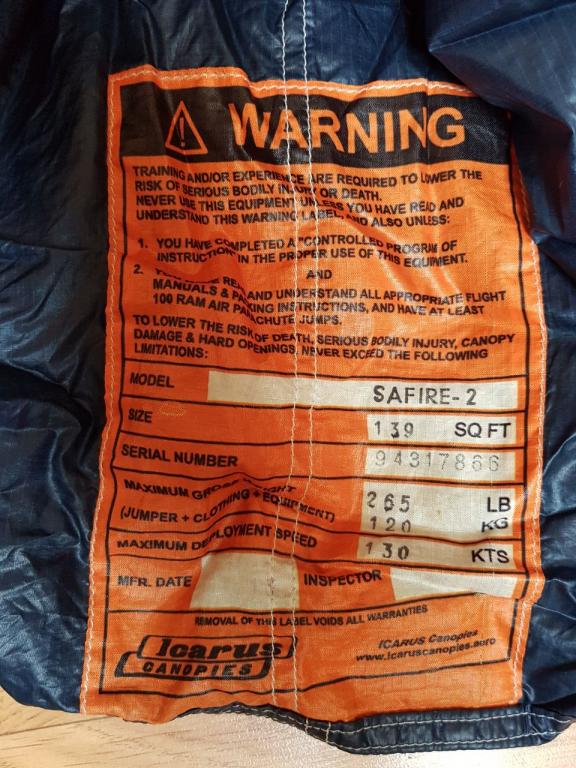 WARNING
TRAINING AND/OR EXPERIENCE ARE REQUIRED TO LOWER THE
RISK OF SERIOUS BODILY INJURY OR DEATH.
NEVER USE THIS EQUIPMENT UNLESS YOU HAVE READ AND
UNDERSTAND THIS WARNING LABEL, AND ALSO UNLESS:
1. YOU HAVE COMPLETED A "CONTROLLED PROGRAM OF
INSTRUCTION" IN THE PROPER USE OF THIS EQUIPMENT.
AND
2. YOU HAVE READ AND UNDERSTAND ALL APPROPRIATE FLIGHT
MANUALS & PACKING INSTRUCTIONS, AND HAVE AT LEAST
100 RAM AIR PARACHUTE JUMPS.
TO LOWER THE RISK OF DEATH, SERIOUS BODILY INJURY, CANOPY
DAMAGE & HARD OPENINGS, NEVER EXCEED THE FOLLOWING
LIMITATIONS:
MODEL SAFIRE-2
SIZE 139 SQ FT
SERIAL NUMBER 94317866
MAXIMUM GROSS WEIGHT 265 LB
(JUMPER + CLOTHING + EQUIPMENT) 120 KG
MAXIMUM DEPLOYMENT SPEED 130 KTS
MFR. DATE INSPECTOR
REMOVAL OF THIS LABEL VOIDS ALL WARRANTIES
Icarus
CANOPIES
ICARUS Canopies
www.icaruscanopies.aero